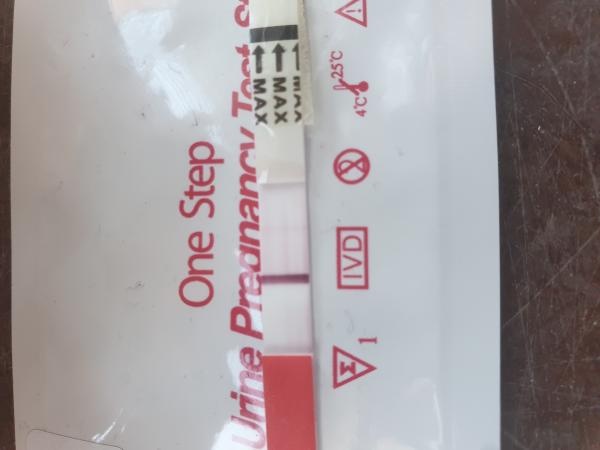 One Step
Urine Pregnancy Test
MAX
MAX
MAX
4°C
25°C
IVD
Σ
1